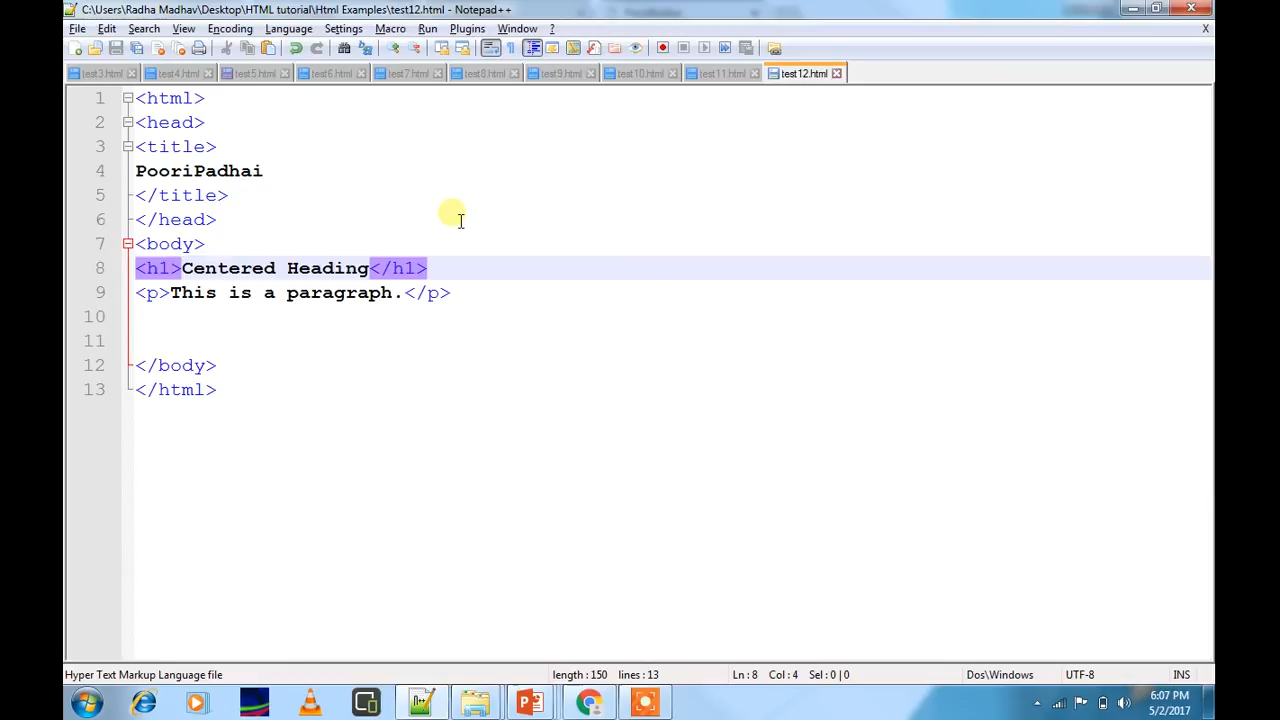 C:\Users\Radha Madhav\Desktop\HTML tutorial\Html Examples\test12.html - Notepad++
File Edit Search View Encoding Language Settings Macro Run Plugins Window ? X
test3.html test4.html test5.html test6.html test7.html test8.html test9.html test10.html test11.html test12.html
1 <html>
2 <head>
3 <title>
4 PooriPadhai
5 </title>
6 </head>
7 <body>
8 <h1>Centered Heading</h1>
9 <p>This is a paragraph.</p>
10
11
12 </body>
13 </html>
Hyper Text Markup Language file length : 150 lines : 13 Ln : 8 Col : 4 Sel : 0 | 0 Dos\Windows UTF-8 INS
6:07 PM
5/2/2017